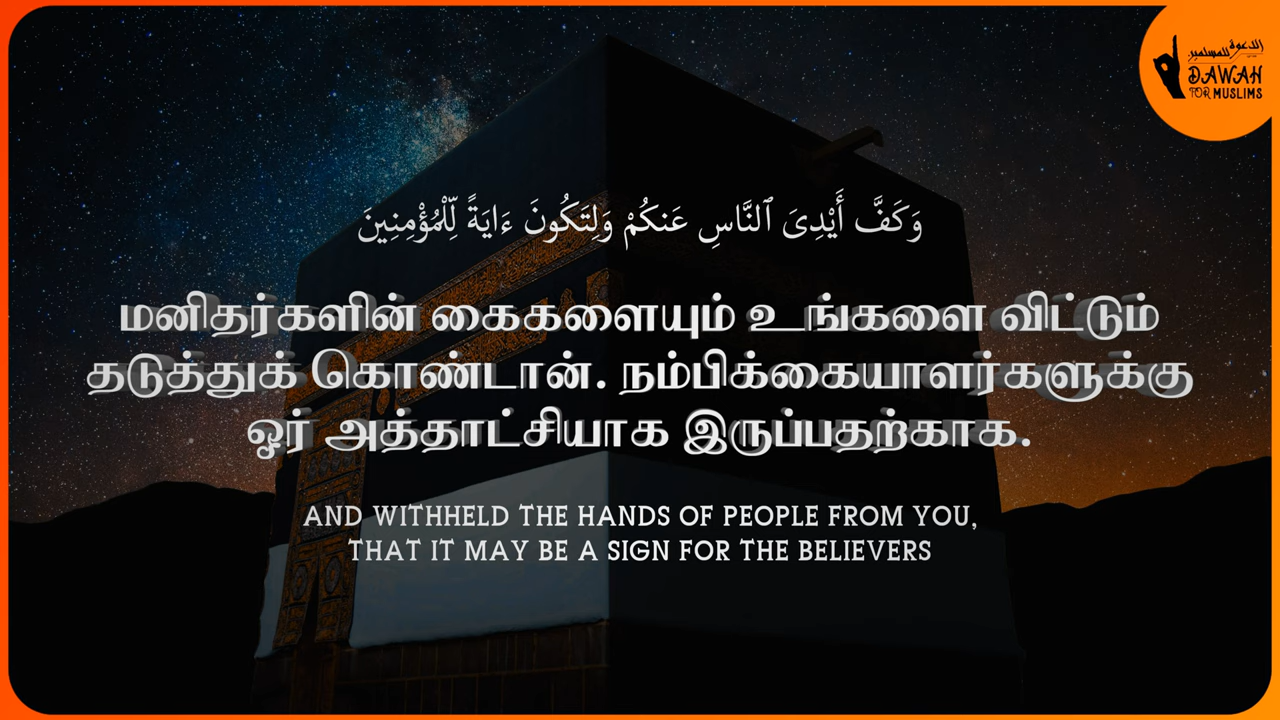 الدعوة للمسلمين
DAWAH
FOR MUSLIMS
وَكَفَّ أَيْدِىَ ٱلنَّاسِ عَنكُمْ وَلِتَكُونَ ءَايَةً لِّلْمُؤْمِنِينَ
மனிதர்களின் கைகளையும் உங்களை விட்டும்
தடுத்துக் கொண்டான். நம்பிக்கையாளர்களுக்கு
ஓர் அத்தாட்சியாக இருப்பதற்காக.
AND WITHHELD THE HANDS OF PEOPLE FROM YOU,
THAT IT MAY BE A SIGN FOR THE BELIEVERS